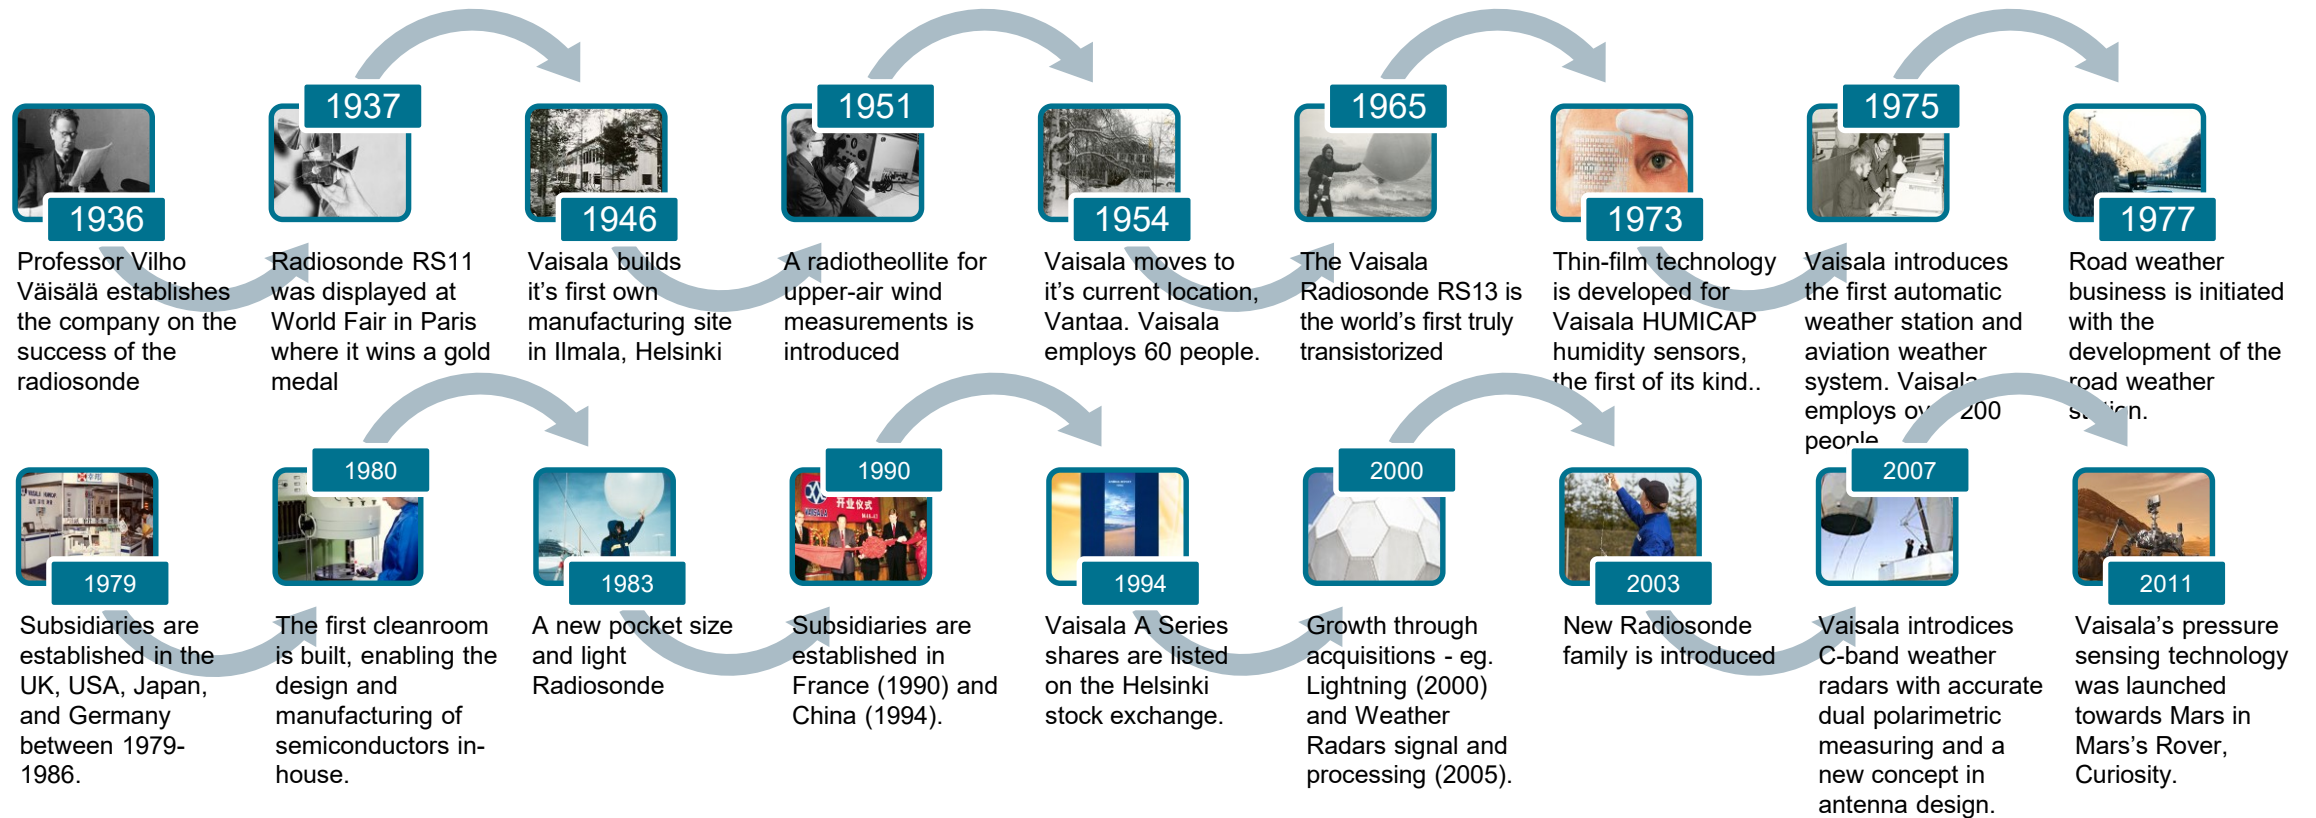 1936
Professor Vilho
Väisälä establishes
the company on the
success of the
radiosonde
1937
Radiosonde RS11
was displayed at
World Fair in Paris
where it wins a gold
medal
1946
Vaisala builds
it’s first own
manufacturing site
in Ilmala, Helsinki
1951
A radiotheollite for
upper-air wind
measurements is
introduced
1954
Vaisala moves to
it’s current location,
Vantaa. Vaisala
employs 60 people.
1965
The Vaisala
Radiosonde RS13 is
the world’s first truly
transistorized
1973
Thin-film technology
is developed for
Vaisala HUMICAP
humidity sensors,
the first of its kind..
1975
Vaisala introduces
the first automatic
weather station and
aviation weather
system. Vaisala
employs over 200
people
1977
Road weather
business is initiated
with the
development of the
road weather
station.
1979
Subsidiaries are
established in the
UK, USA, Japan,
and Germany
between 1979-
1986.
1980
The first cleanroom
is built, enabling the
design and
manufacturing of
semiconductors in-
house.
1983
A new pocket size
and light
Radiosonde
1990
开业仪式
VAISALA
Subsidiaries are
established in
France (1990) and
China (1994).
1994
Vaisala A Series
shares are listed
on the Helsinki
stock exchange.
2000
Growth through
acquisitions - eg.
Lightning (2000)
and Weather
Radars signal and
processing (2005).
2003
New Radiosonde
family is introduced
2007
Vaisala introdices
C-band weather
radars with accurate
dual polarimetric
measuring and a
new concept in
antenna design.
2011
Vaisala’s pressure
sensing technology
was launched
towards Mars in
Mars’s Rover,
Curiosity.